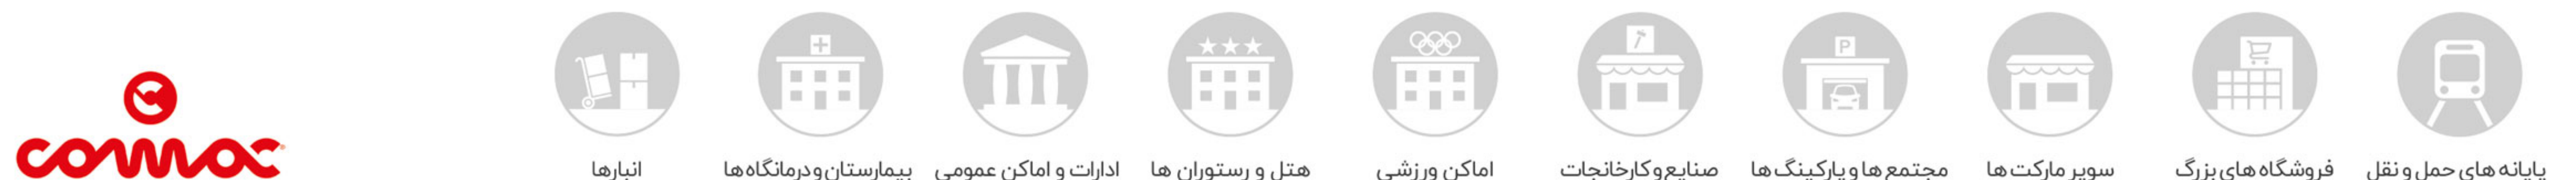 پایانه های حمل و نقل
فروشگاه های بزرگ
سوپر مارکت ها
مجتمع ها و پارکینگ ها
P
صنایع و کارخانجات
اماکن ورزشی
هتل و رستوران ها
ادارات و اماکن عمومی
بیمارستان و درمانگاه ها
انبارها
comac